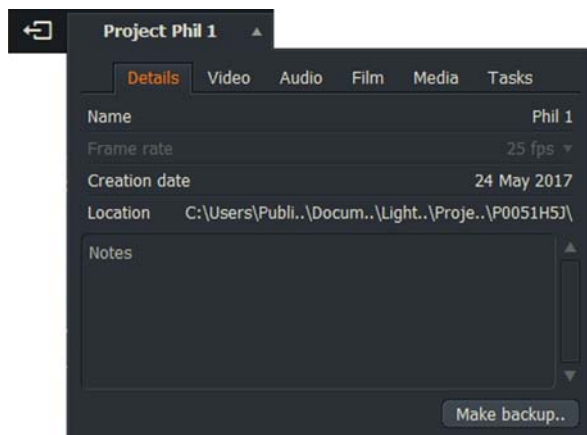 Project Phil 1
Details Video Audio Film Media Tasks
Name Phil 1
Frame rate 25 fps
Creation date 24 May 2017
Location C:\Users\Publi..\Docum..\Light..\Proje..\P0051H5J\
Notes
Make backup..